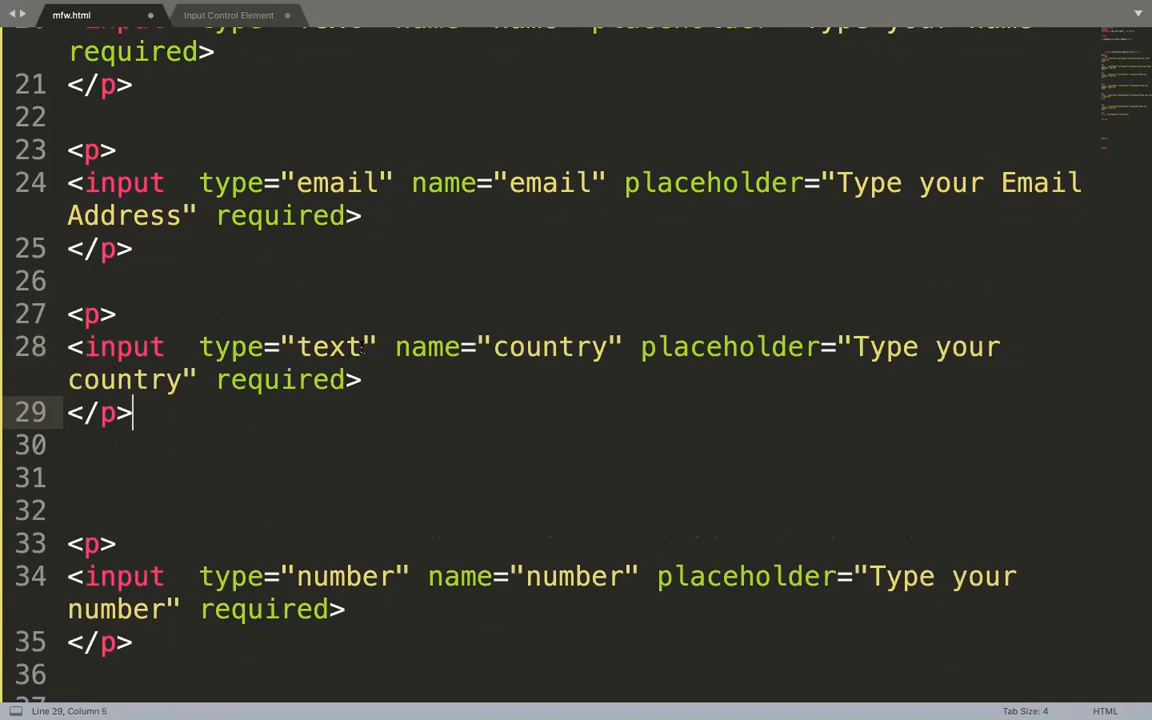 mfw.html
Input Control Element
required>
21 </p>
22
23 <p>
24 <input  type="email" name="email" placeholder="Type your Email
Address" required>
25 </p>
26
27 <p>
28 <input  type="text" name="country" placeholder="Type your
country" required>
29 </p>
30
31
32
33 <p>
34 <input  type="number" name="number" placeholder="Type your
number" required>
35 </p>
36
Line 29, Column 5
Tab Size: 4
HTML